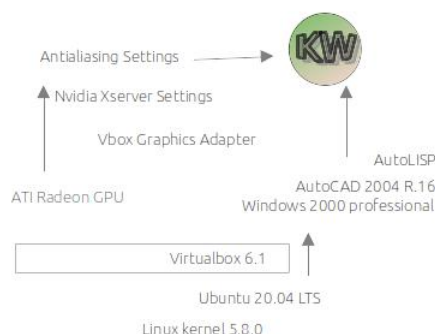 KW
Antialiasing Settings
Nvidia Xserver Settings
Vbox Graphics Adapter
AutoLISP
ATI Radeon GPU
AutoCAD 2004 R.16
Windows 2000 professional
Virtualbox 6.1
Ubuntu 20.04 LTS
Linux kernel 5.8.0